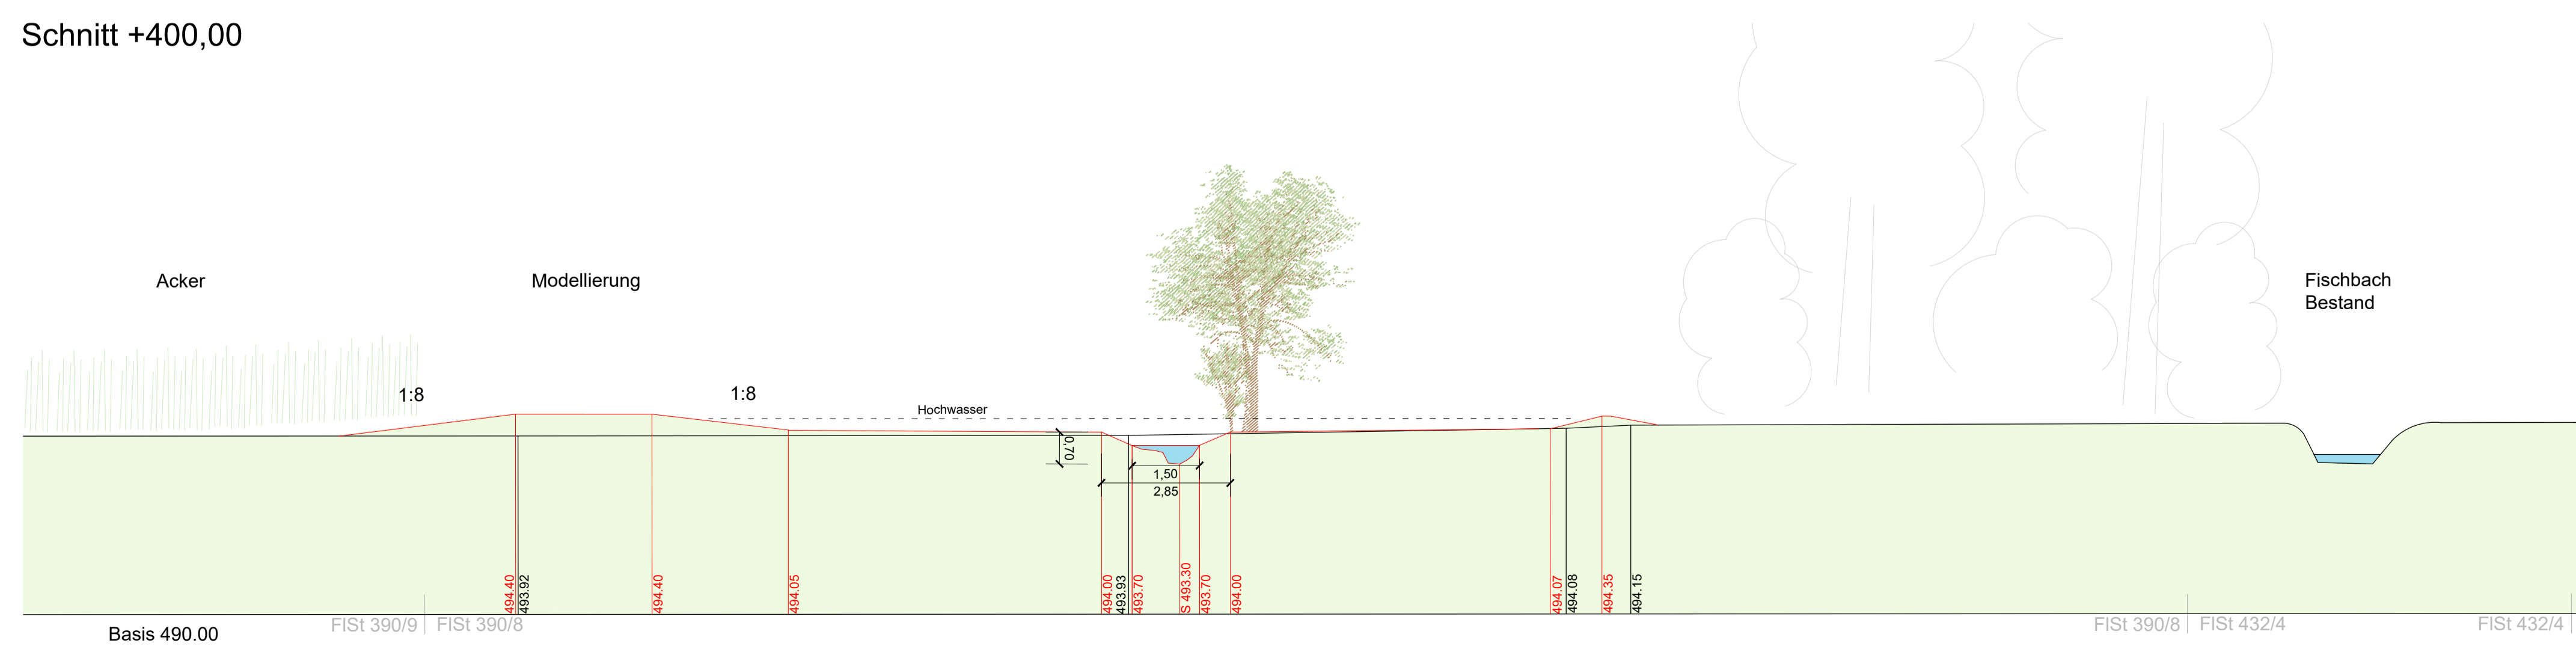 Schnitt +400,00
Acker
Modellierung
Fischbach
Bestand
1:8
1:8
Hochwasser
0,70
1,50
2,85
494.40
493.92
494.40
494.05
494.00
493.93
493.70
S 493.30
493.70
494.00
494.07
494.08
494.35
494.15
Basis 490.00
FlSt 390/9
FlSt 390/8
FlSt 390/8
FlSt 432/4
FlSt 432/4